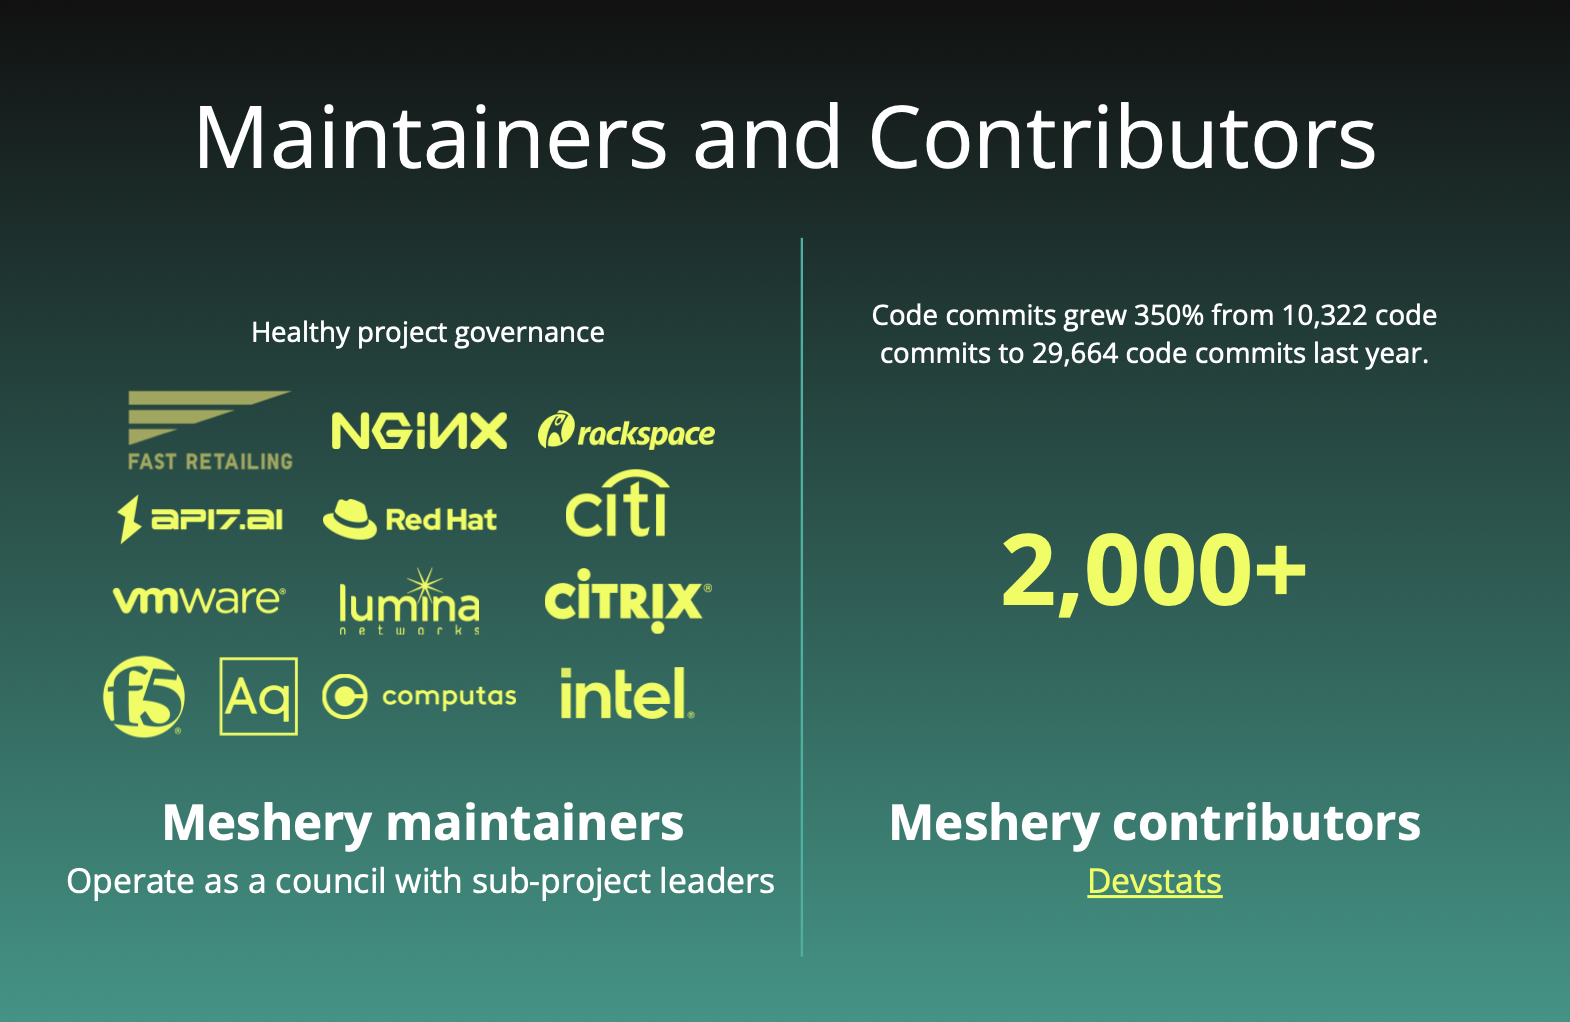 Maintainers and Contributors
Healthy project governance
FAST RETAILING
NGiNX
rackspace
API7.AI
Red Hat
citi
vmware®
lumina
networks
CiTRIX®
f5®
Aq
computas
intel®
Meshery maintainers
Operate as a council with sub-project leaders
Code commits grew 350% from 10,322 code
commits to 29,664 code commits last year.
2,000+
Meshery contributors
Devstats